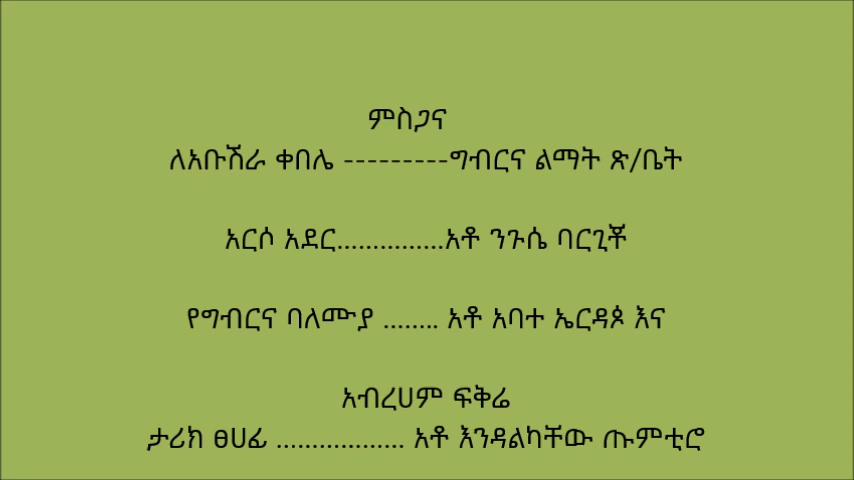 ምስጋና
ለአቡሽራ ቀበሌ ---------ግብርና ልማት ጽ/ቤት
አርሶ አደር...............አቶ ንጉሴ ባርጊቾ
የግብርና ባለሙያ ........ አቶ አባተ ኤርዳጶ እና
አብረሀም ፍቅሬ
ታሪክ ፀሀፊ .................. አቶ እንዳልካቸው ጡምቲሮ